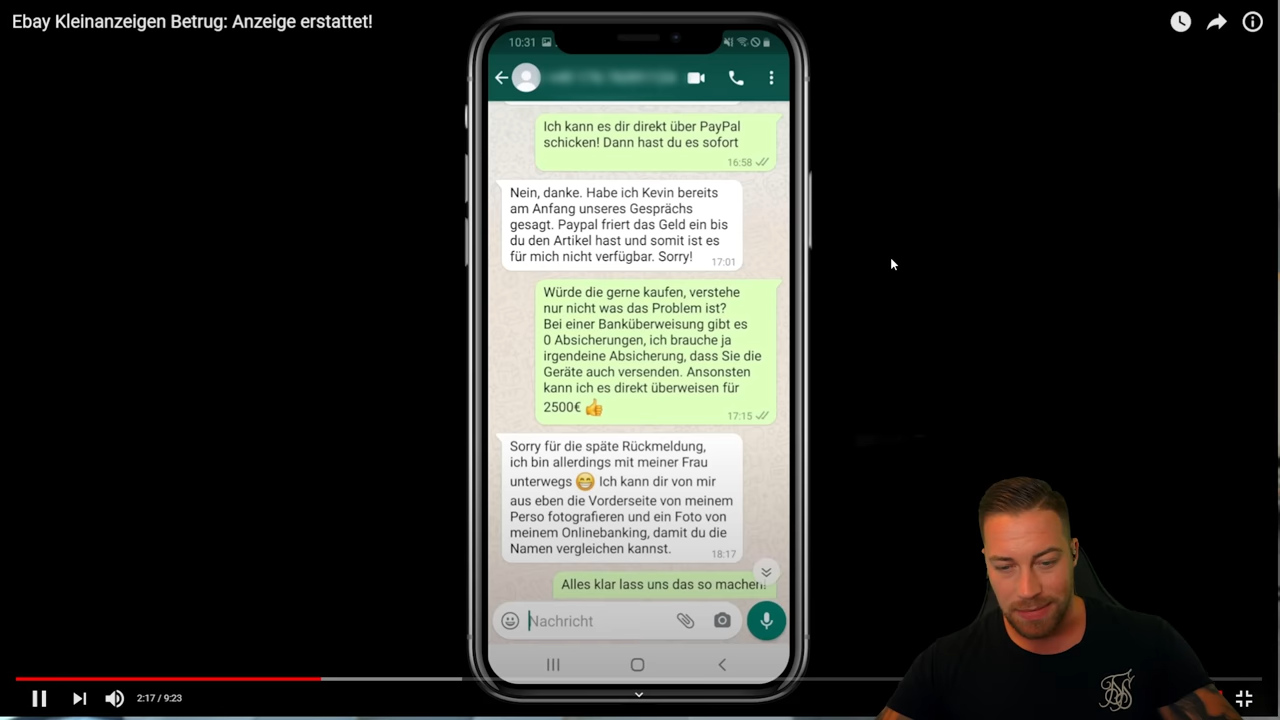 Ebay Kleinanzeigen Betrug: Anzeige erstattet!
10:31
Ich kann es dir direkt über PayPal
schicken! Dann hast du es sofort
16:58
Nein, danke. Habe ich Kevin bereits
am Anfang unseres Gesprächs
gesagt. Paypal friert das Geld ein bis
du den Artikel hast und somit ist es
für mich nicht verfügbar. Sorry!
17:01
Würde die gerne kaufen, verstehe
nur nicht was das Problem ist?
Bei einer Banküberweisung gibt es
0 Absicherungen, ich brauche ja
irgendeine Absicherung, dass Sie die
Geräte auch versenden. Ansonsten
kann ich es direkt überweisen für
2500€ 👍
17:15
Sorry für die späte Rückmeldung,
ich bin allerdings mit meiner Frau
unterwegs 😁 Ich kann dir von mir
aus eben die Vorderseite von meinem
Perso fotografieren und ein Foto von
meinem Onlinebanking, damit du die
Namen vergleichen kannst.
18:17
Alles klar lass uns das so machen!
Nachricht
2:17 / 9:23